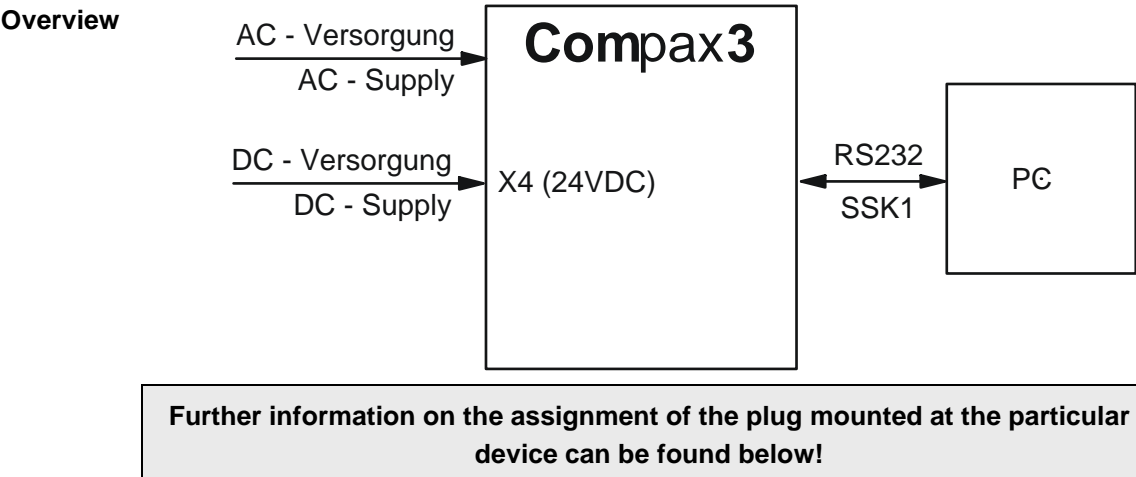 Overview
AC - Versorgung
AC - Supply
Compax3
DC - Versorgung
DC - Supply
X4 (24VDC)
RS232
SSK1
PC
Further information on the assignment of the plug mounted at the particular
device can be found below!